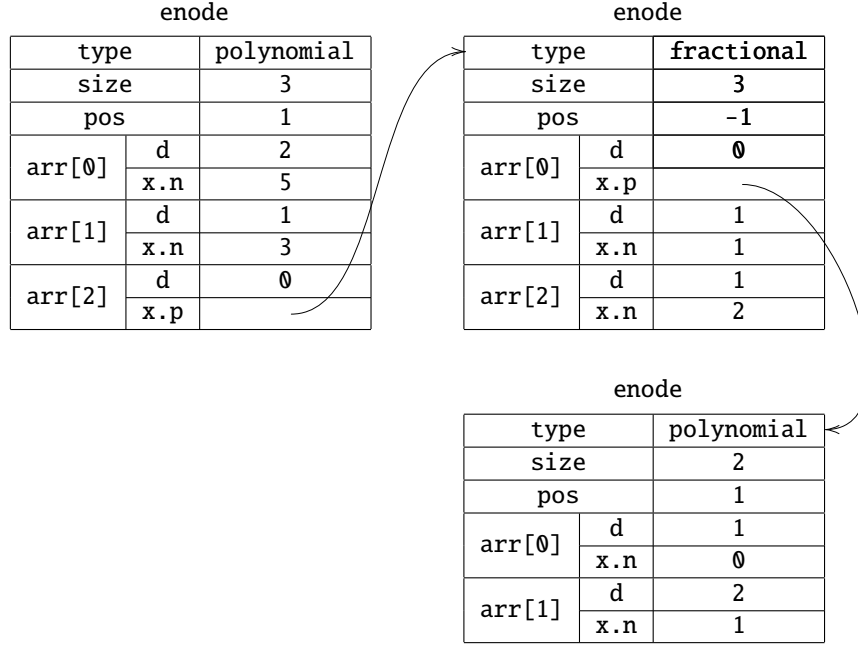 enode
type polynomial
size 3
pos 1
arr[0] d 2
x.n 5
arr[1] d 1
x.n 3
arr[2] d 0
x.p
enode
type fractional
size 3
pos -1
arr[0] d 0
x.p
arr[1] d 1
x.n 1
arr[2] d 1
x.n 2
enode
type polynomial
size 2
pos 1
arr[0] d 1
x.n 0
arr[1] d 2
x.n 1